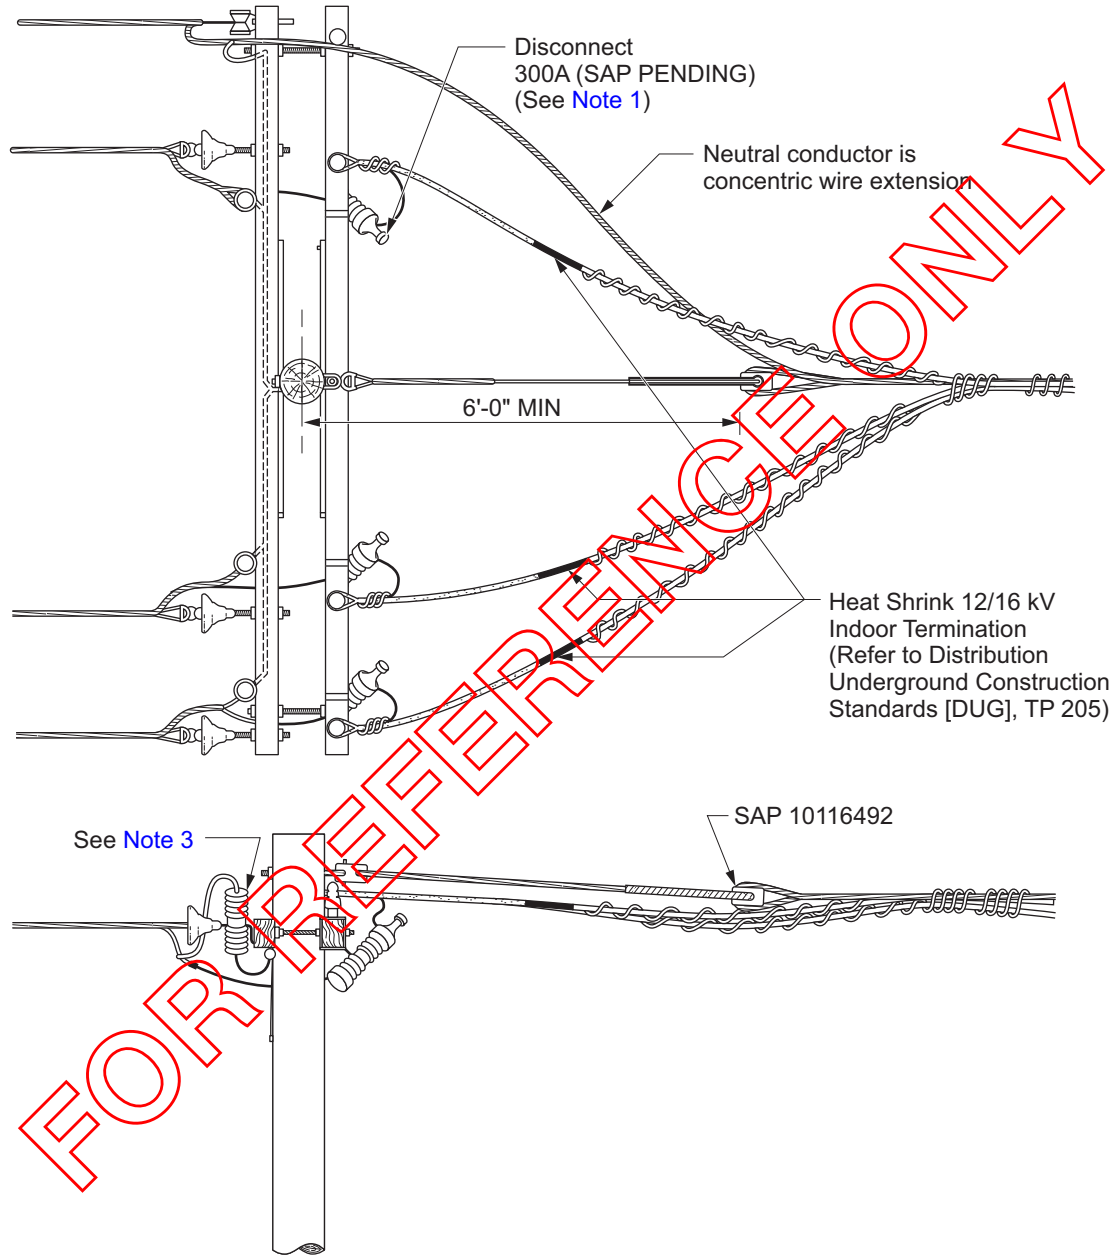 Disconnect
300A (SAP PENDING)
(See Note 1)
Neutral conductor is
concentric wire extension
6'-0" MIN
Heat Shrink 12/16 kV
Indoor Termination
(Refer to Distribution
Underground Construction
Standards [DUG], TP 205)
See Note 3
SAP 10116492
FOR REFERENCE ONLY